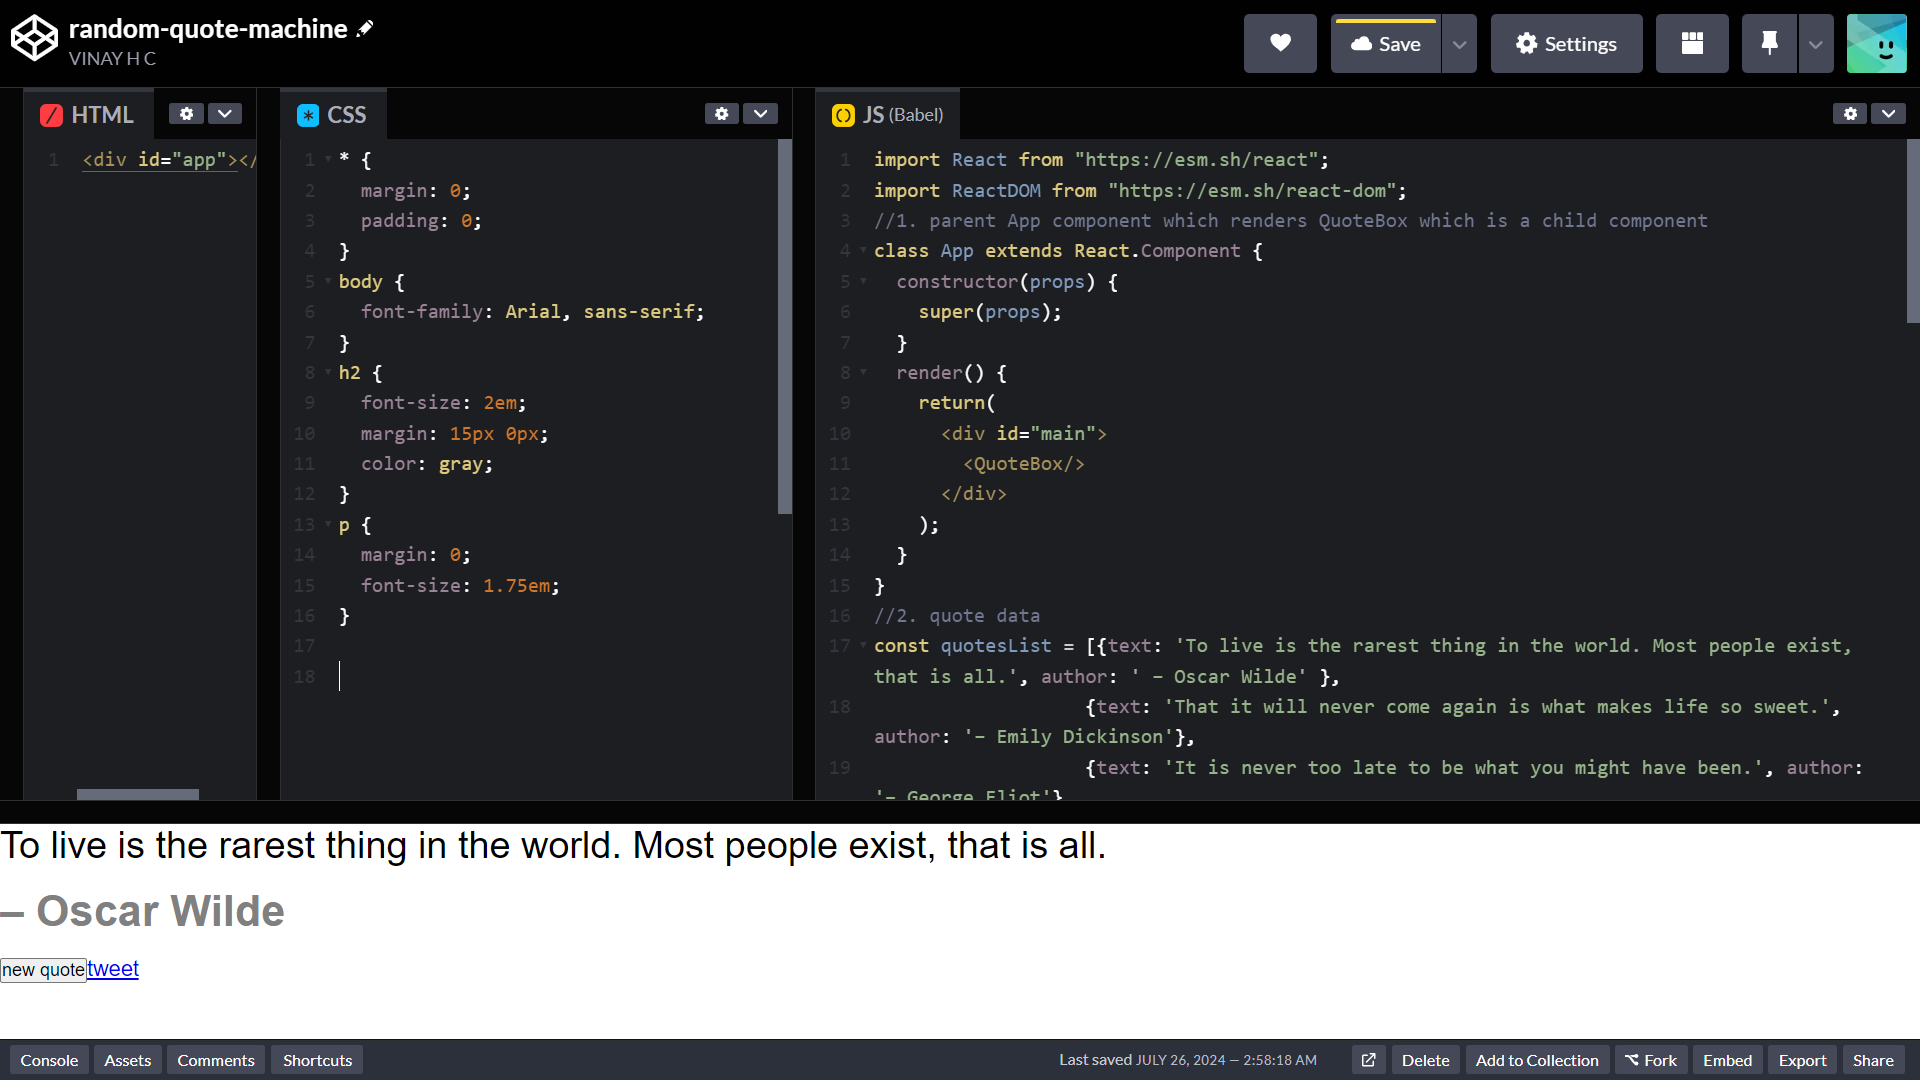 random-quote-machine
VINAY H C
Save
Settings
HTML
1 <div id="app"></
CSS
1 * {
2 margin: 0;
3 padding: 0;
4 }
5 body {
6 font-family: Arial, sans-serif;
7 }
8 h2 {
9 font-size: 2em;
10 margin: 15px 0px;
11 color: gray;
12 }
13 p {
14 margin: 0;
15 font-size: 1.75em;
16 }
17
18
JS (Babel)
1 import React from "https://esm.sh/react";
2 import ReactDOM from "https://esm.sh/react-dom";
3 //1. parent App component which renders QuoteBox which is a child component
4 class App extends React.Component {
5 constructor(props) {
6 super(props);
7 }
8 render() {
9 return(
10 <div id="main">
11 <QuoteBox/>
12 </div>
13 );
14 }
15 }
16 //2. quote data
17 const quotesList = [{text: 'To live is the rarest thing in the world. Most people exist,
that is all.', author: ' – Oscar Wilde' },
18 {text: 'That it will never come again is what makes life so sweet.',
author: '– Emily Dickinson'},
19 {text: 'It is never too late to be what you might have been.', author:
'– George Eliot'}
To live is the rarest thing in the world. Most people exist, that is all.
– Oscar Wilde
new quote tweet
Console Assets Comments Shortcuts
Last saved JULY 26, 2024 — 2:58:18 AM
Delete Add to Collection Fork Embed Export Share